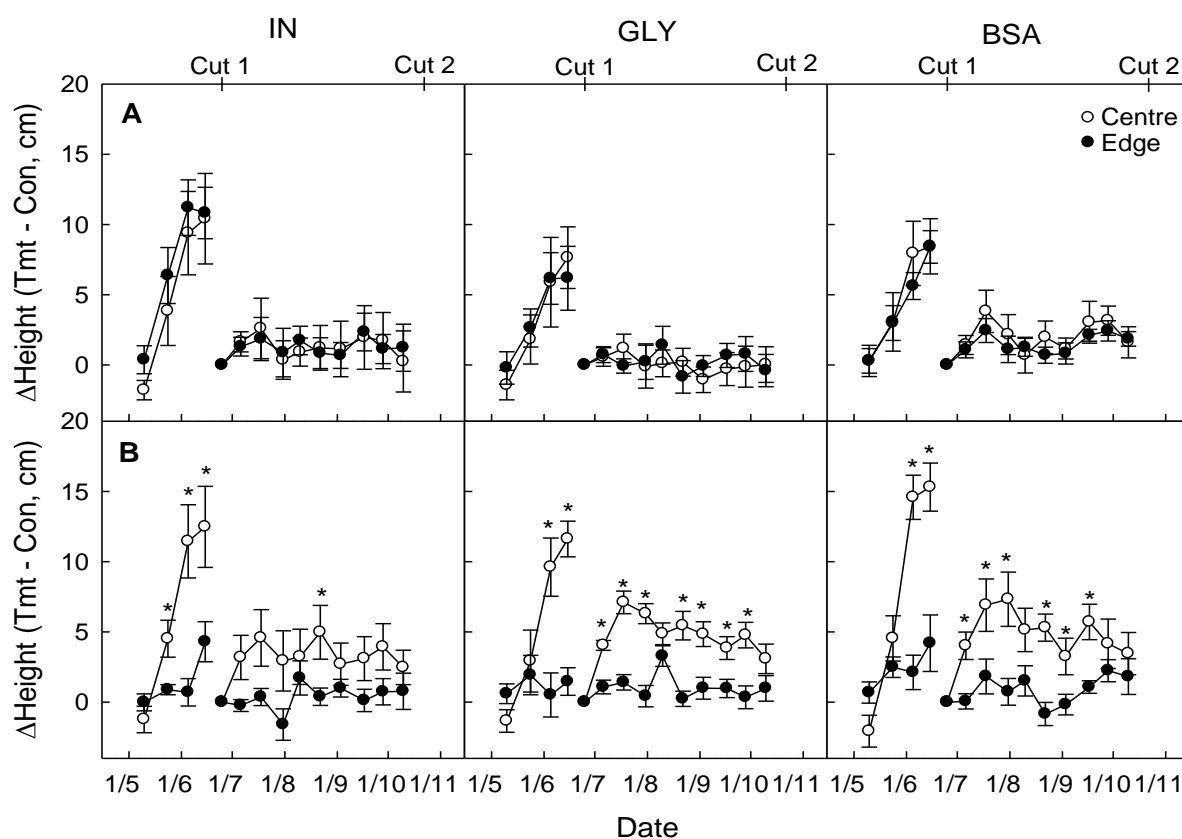 IN GLY BSA
Cut 1 Cut 2 Cut 1 Cut 2 Cut 1 Cut 2
20
A
Centre
Edge
15
10
5
0
ΔHeight (Tmt - Con, cm)
20
B
* * *
* *
* *
15
10
5
0
*
* * * * * * *
* * * * * *
ΔHeight (Tmt - Con, cm)
1/5 1/6 1/7 1/8 1/9 1/10 1/11 1/5 1/6 1/7 1/8 1/9 1/10 1/11 1/5 1/6 1/7 1/8 1/9 1/10 1/11
Date